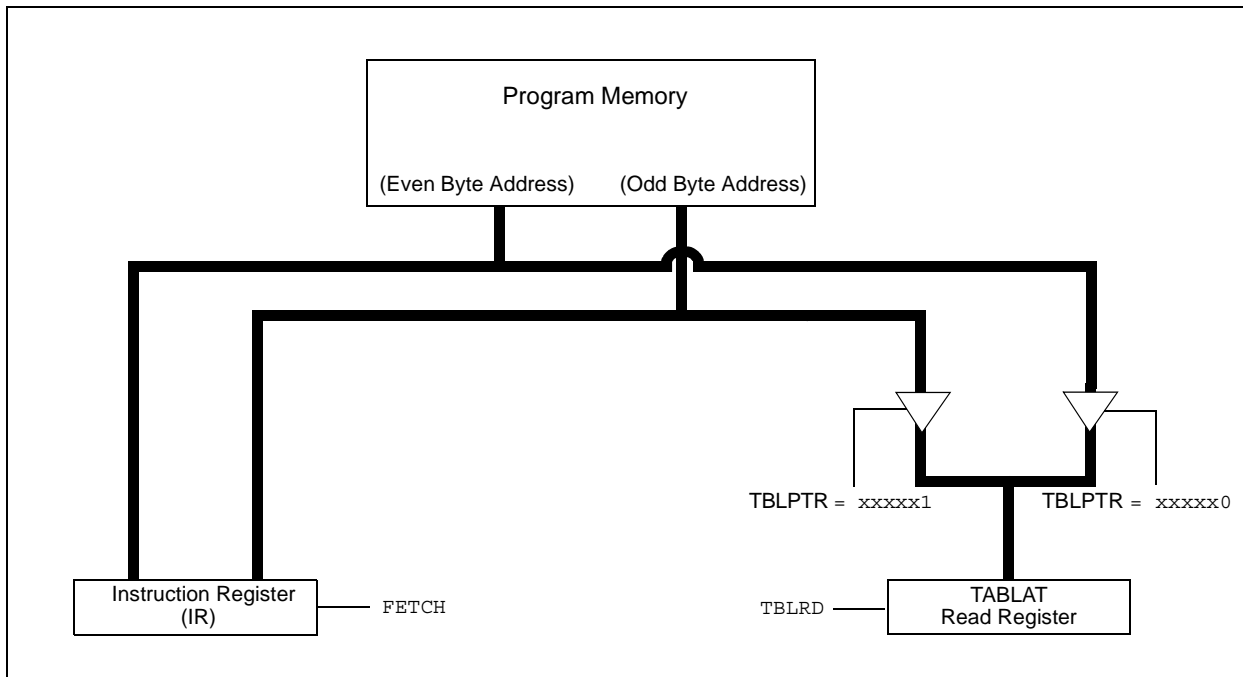 Program Memory
(Even Byte Address) (Odd Byte Address)
TBLPTR = xxxxx1 TBLPTR = xxxxx0
Instruction Register
(IR)
FETCH
TBLRD
TABLAT
Read Register